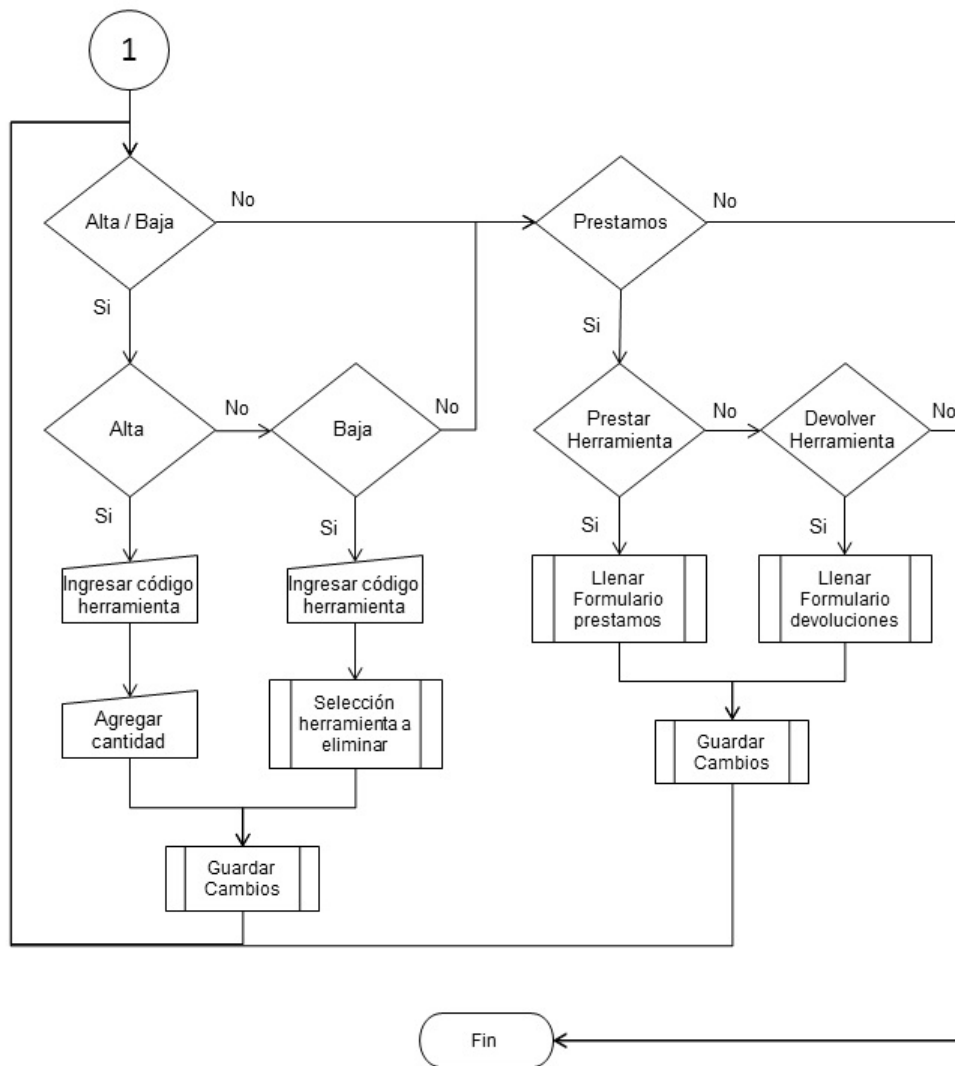 1
Alta / Baja
No
Prestamos
No
Si
Si
Alta
No
Baja
No
Prestar
Herramienta
No
Devolver
Herramienta
No
Si
Si
Si
Si
Ingresar código
herramienta
Ingresar código
herramienta
Llenar
Formulario
prestamos
Llenar
Formulario
devoluciones
Agregar
cantidad
Selección
herramienta a
eliminar
Guardar
Cambios
Guardar
Cambios
Fin